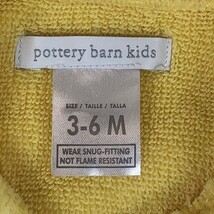 pottery barn kids
SIZE / TAILLE / TALLA
3-6 M
WEAR SNUG-FITTING
NOT FLAME RESISTANT